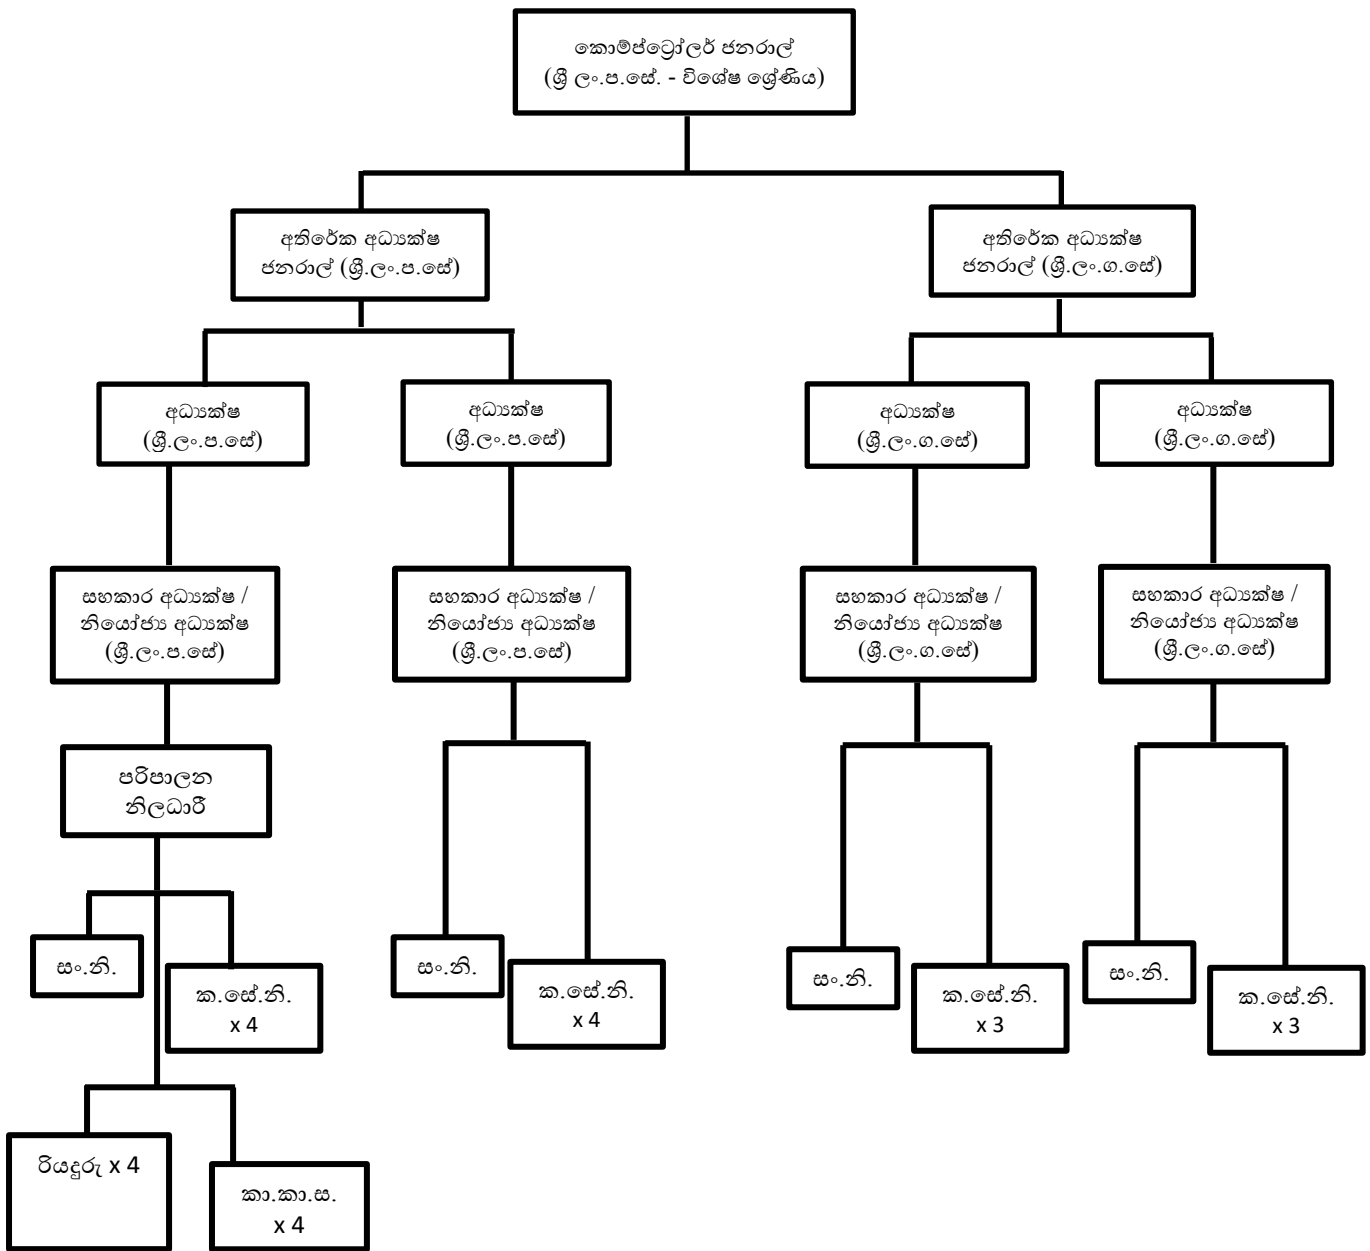 කොම්ප්ට්‍රෝලර් ජනරාල්
(ශ්‍රී ලං.ප.සේ. - විශේෂ ශ්‍රේණිය)
අතිරේක අධ්‍යක්ෂ
ජනරාල් (ශ්‍රී.ලං.ප.සේ)
අතිරේක අධ්‍යක්ෂ
ජනරාල් (ශ්‍රී.ලං.ග.සේ)
අධ්‍යක්ෂ
(ශ්‍රී.ලං.ප.සේ)
අධ්‍යක්ෂ
(ශ්‍රී.ලං.ප.සේ)
අධ්‍යක්ෂ
(ශ්‍රී.ලං.ග.සේ)
අධ්‍යක්ෂ
(ශ්‍රී.ලං.ග.සේ)
සහකාර අධ්‍යක්ෂ /
නියෝජ්‍ය අධ්‍යක්ෂ
(ශ්‍රී.ලං.ප.සේ)
සහකාර අධ්‍යක්ෂ /
නියෝජ්‍ය අධ්‍යක්ෂ
(ශ්‍රී.ලං.ප.සේ)
සහකාර අධ්‍යක්ෂ /
නියෝජ්‍ය අධ්‍යක්ෂ
(ශ්‍රී.ලං.ග.සේ)
සහකාර අධ්‍යක්ෂ /
නියෝජ්‍ය අධ්‍යක්ෂ
(ශ්‍රී.ලං.ග.සේ)
පරිපාලන
නිලධාරී
සං.නි.
ක.සේ.නි.
x 4
සං.නි.
ක.සේ.නි.
x 4
සං.නි.
ක.සේ.නි.
x 3
සං.නි.
ක.සේ.නි.
x 3
රියදුරු x 4
කා.කා.ස.
x 4